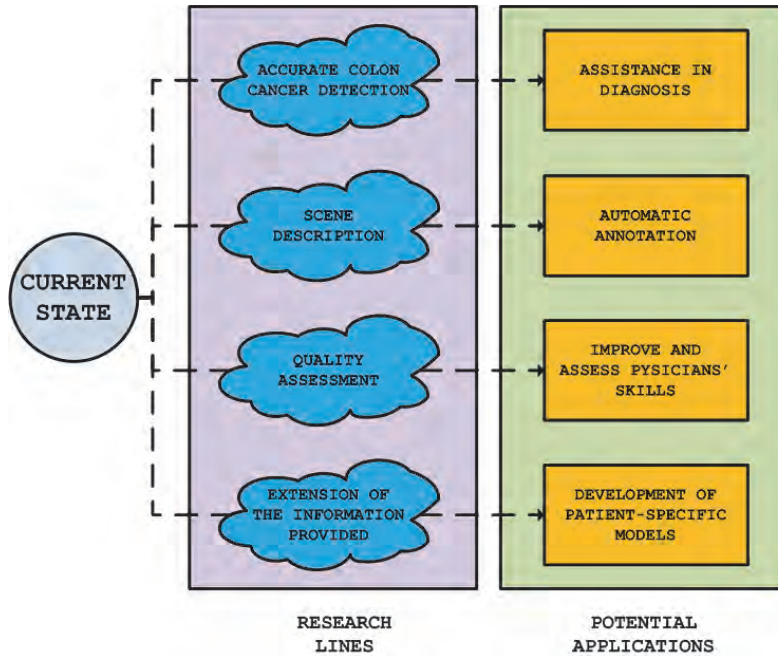 CURRENT
STATE
ACCURATE COLON
CANCER DETECTION
ASSISTANCE IN
DIAGNOSIS
SCENE
DESCRIPTION
AUTOMATIC
ANNOTATION
QUALITY
ASSESSMENT
IMPROVE AND
ASSESS PYSICIANS'
SKILLS
EXTENSION OF
THE INFORMATION
PROVIDED
DEVELOPMENT OF
PATIENT-SPECIFIC
MODELS
RESEARCH
LINES
POTENTIAL
APPLICATIONS